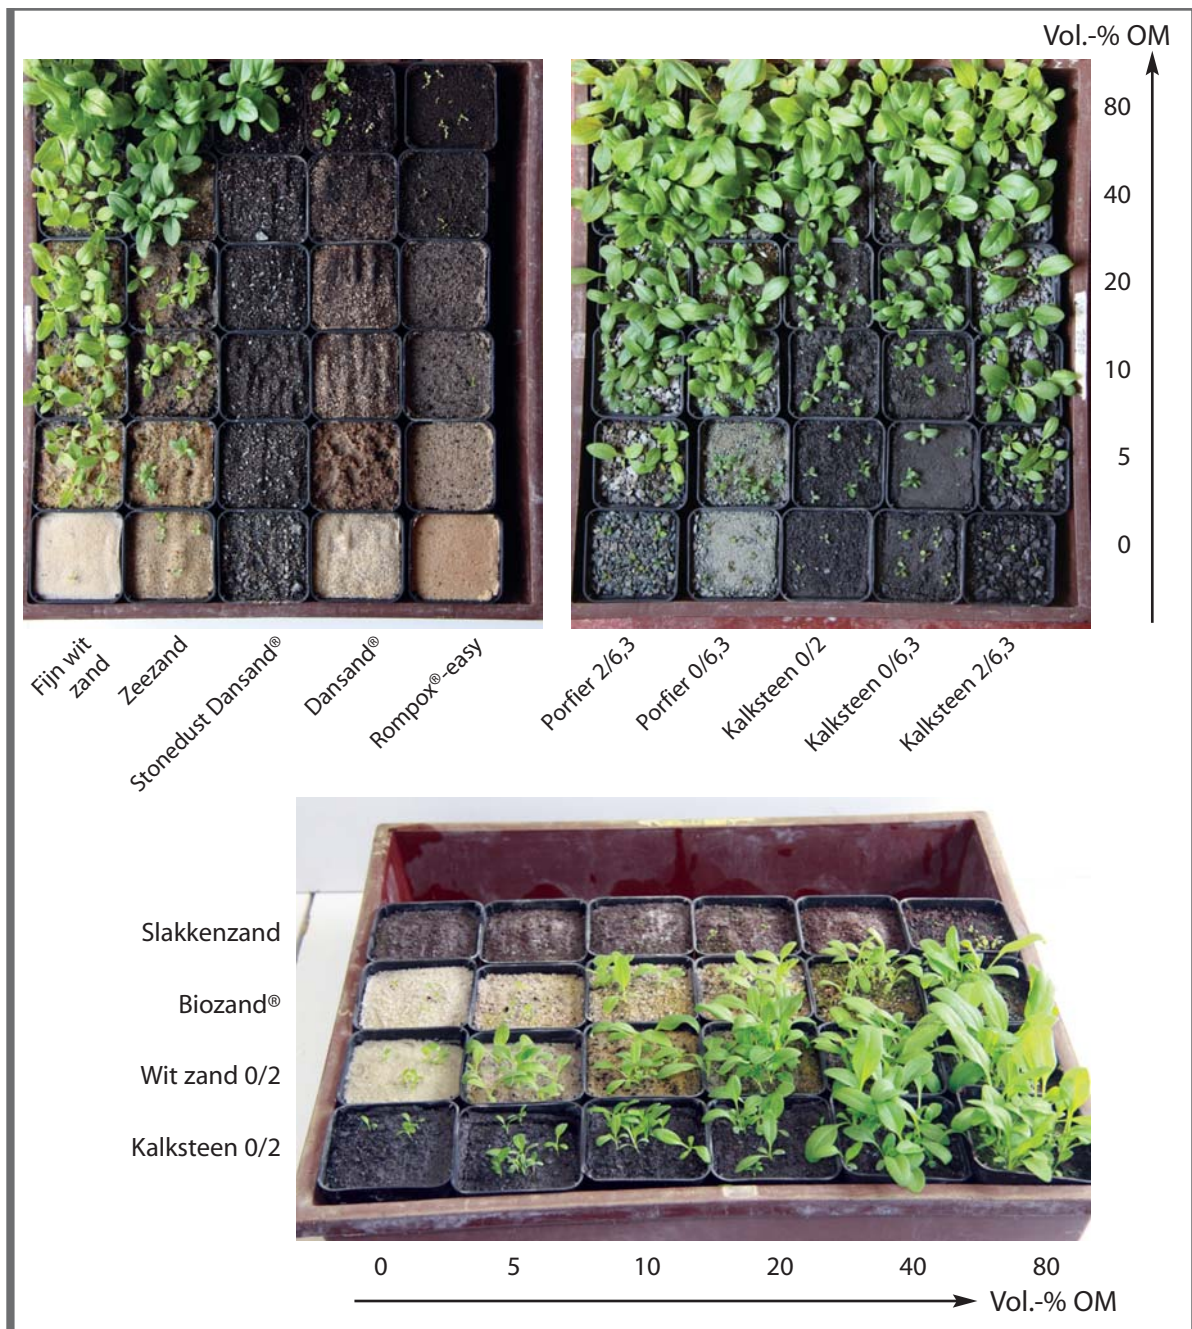 Vol.-% OM
80
40
20
10
5
0
Fijn wit
zand
Zeezand
Stonedust Dansand®
Dansand®
Rompox®-easy
Porfier 2/6,3
Porfier 0/6,3
Kalksteen 0/2
Kalksteen 0/6,3
Kalksteen 2/6,3
Slakkenzand
Biozand®
Wit zand 0/2
Kalksteen 0/2
0 5 10 20 40 80
Vol.-% OM